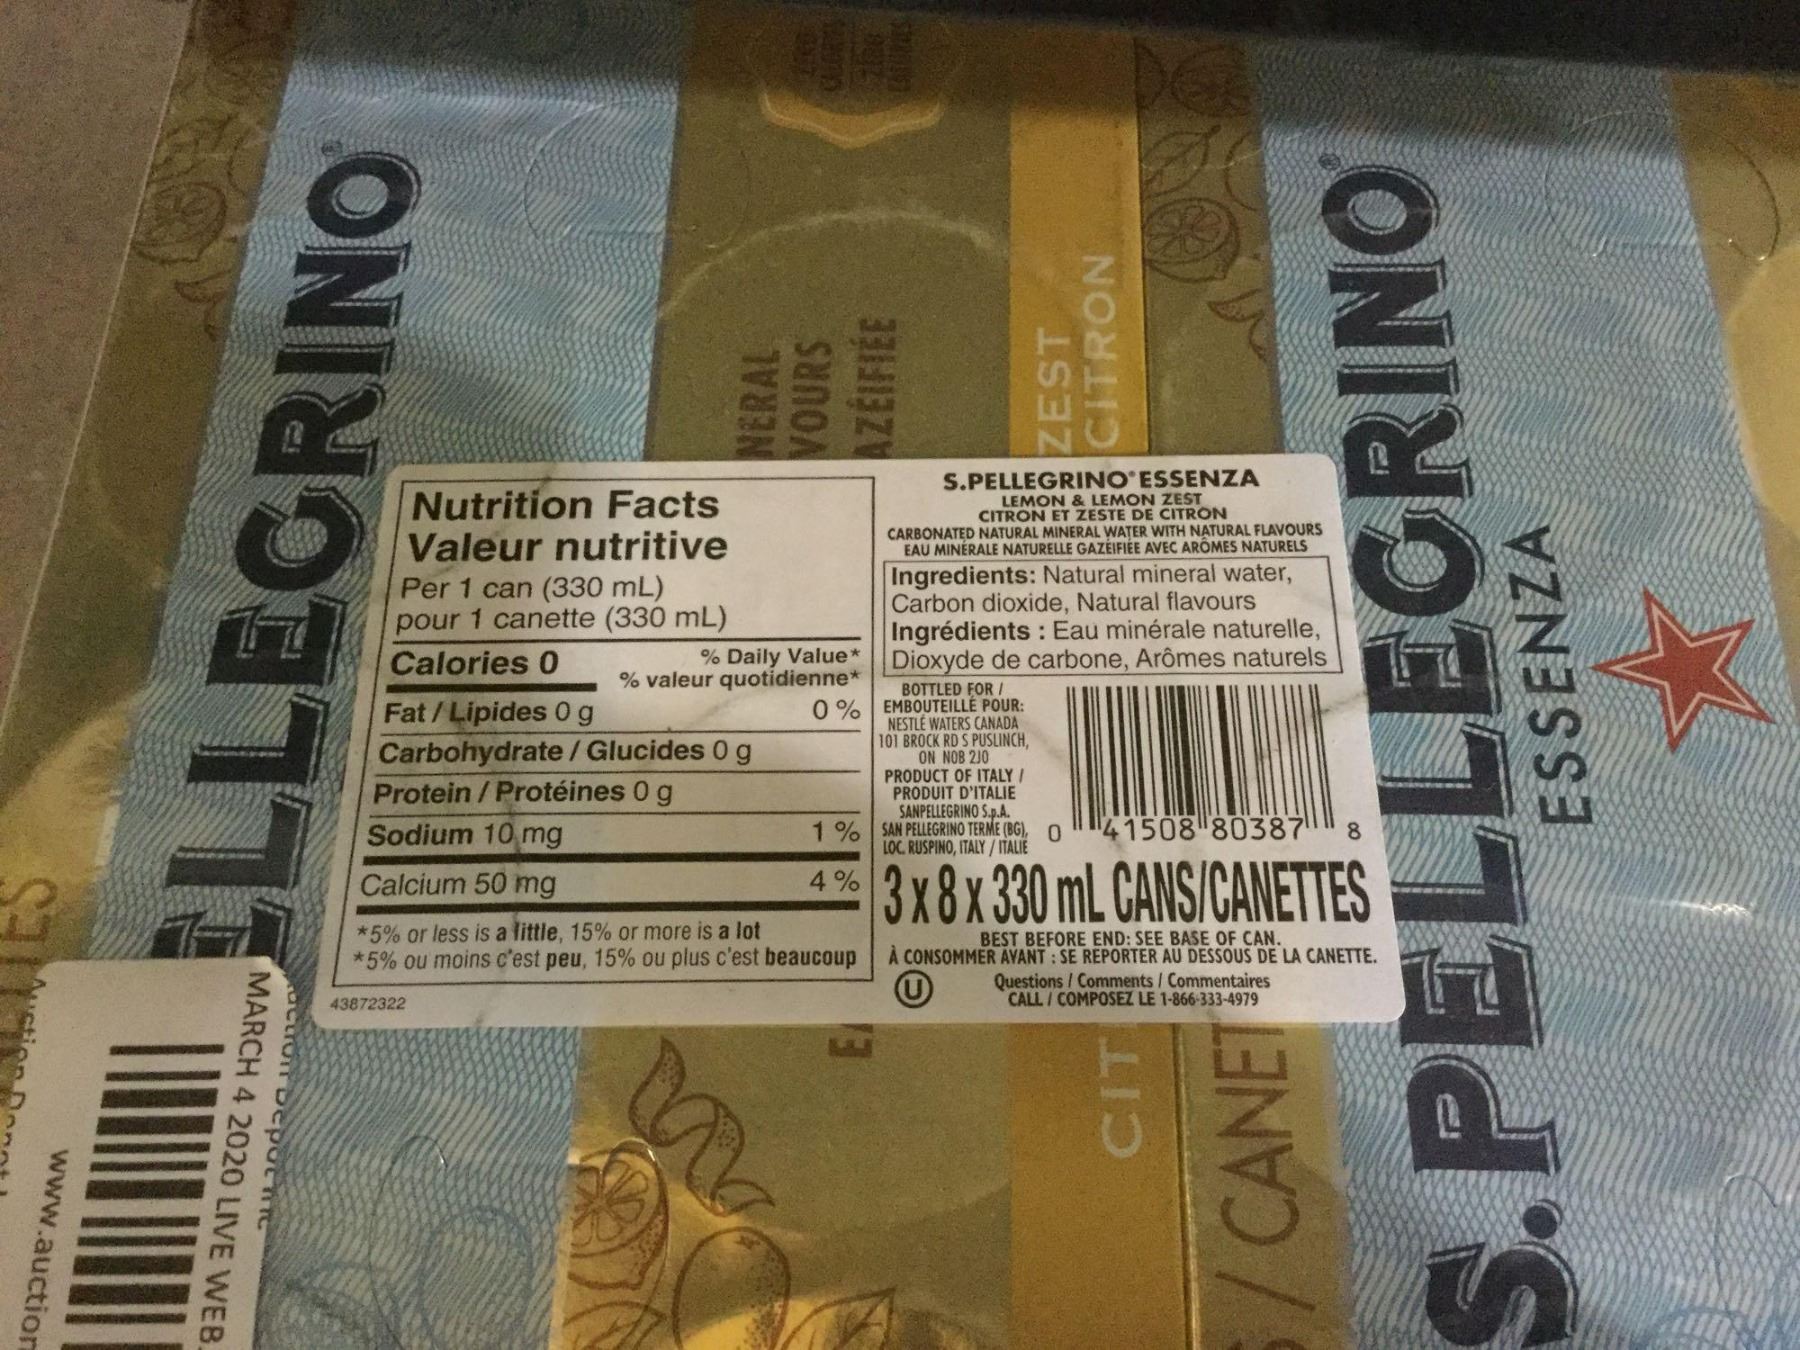 Nutrition Facts
Valeur nutritive
Per 1 can (330 mL)
pour 1 canette (330 mL)
Calories 0
% Daily Value*
% valeur quotidienne*
Fat / Lipides 0 g 0 %
Carbohydrate / Glucides 0 g
Protein / Protéines 0 g
Sodium 10 mg 1 %
Calcium 50 mg 4 %
*5% or less is a little, 15% or more is a lot
*5% ou moins c'est peu, 15% ou plus c'est beaucoup
43872322
S.PELLEGRINO® ESSENZA
LEMON & LEMON ZEST
CITRON ET ZESTE DE CITRON
CARBONATED NATURAL MINERAL WATER WITH NATURAL FLAVOURS
EAU MINÉRALE NATURELLE GAZÉIFIÉE AVEC ARÔMES NATURELS
Ingredients: Natural mineral water,
Carbon dioxide, Natural flavours
Ingrédients : Eau minérale naturelle,
Dioxyde de carbone, Arômes naturels
BOTTLED FOR /
EMBOUTEILLÉ POUR:
NESTLÉ WATERS CANADA
101 BROCK RD S PUSLINCH,
ON N0B 2J0
PRODUCT OF ITALY /
PRODUIT D'ITALIE
SANPELLEGRINO S.p.A.
SAN PELLEGRINO TERME (BG),
LOC. RUSPINO, ITALY / ITALIE
0 41508 80387 8
3 x 8 x 330 mL CANS/CANETTES
BEST BEFORE END: SEE BASE OF CAN.
À CONSOMMER AVANT : SE REPORTER AU DESSOUS DE LA CANETTE.
U
Questions / Comments / Commentaires
CALL / COMPOSEZ LE 1-866-333-4979
ELLEGRINO®
NERAL
VOURS
AZÉIFIÉE
EA
ZEST
CITRON
CIT
/ CANET
S.PELLEGRINO®
ESSENZA
MARCH 4 2020 LIVE WEB
www.auction